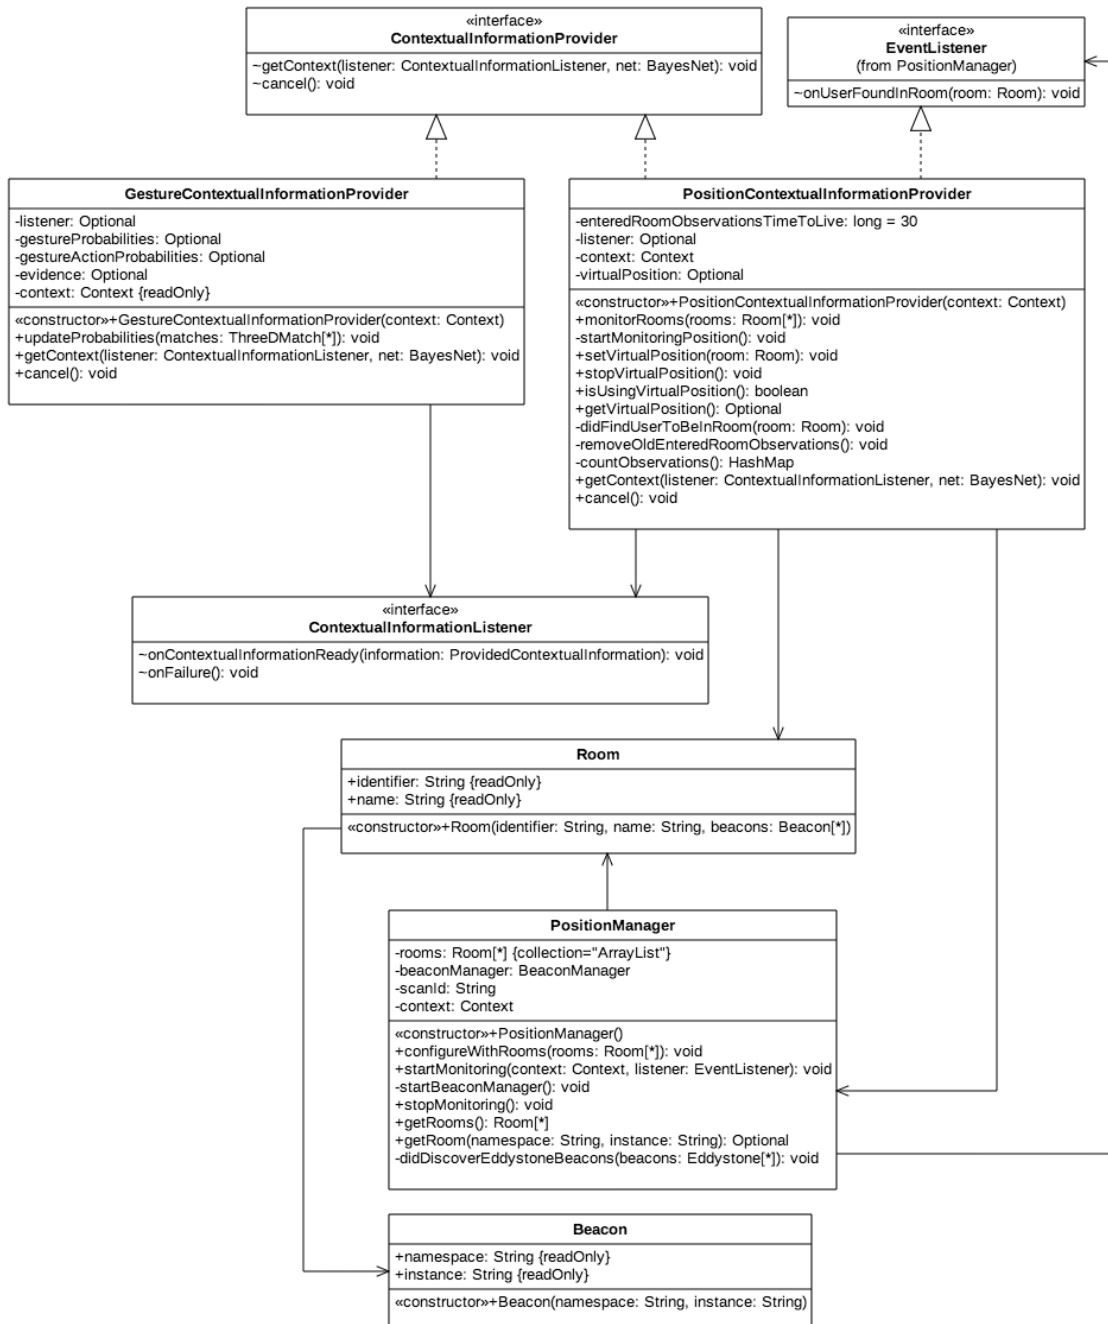 «interface»
ContextualInformationProvider
~getContext(listener: ContextualInformationListener, net: BayesNet): void
~cancel(): void
«interface»
EventListener
(from PositionManager)
~onUserFoundInRoom(room: Room): void
GestureContextualInformationProvider
-listener: Optional
-gestureProbabilities: Optional
-gestureActionProbabilities: Optional
-evidence: Optional
-context: Context {readOnly}
«constructor»+GestureContextualInformationProvider(context: Context)
+updateProbabilities(matches: ThreeDMatch[*]): void
+getContext(listener: ContextualInformationListener, net: BayesNet): void
+cancel(): void
PositionContextualInformationProvider
-enteredRoomObservationsTimeToLive: long = 30
-listener: Optional
-context: Context
-virtualPosition: Optional
«constructor»+PositionContextualInformationProvider(context: Context)
+monitorRooms(rooms: Room[*]): void
-startMonitoringPosition(): void
+setVirtualPosition(room: Room): void
+stopVirtualPosition(): void
+isUsingVirtualPosition(): boolean
+getVirtualPosition(): Optional
-didFindUserToBeInRoom(room: Room): void
-removeOldEnteredRoomObservations(): void
-countObservations(): HashMap
+getContext(listener: ContextualInformationListener, net: BayesNet): void
+cancel(): void
«interface»
ContextualInformationListener
~onContextualInformationReady(information: ProvidedContextualInformation): void
~onFailure(): void
Room
+identifier: String {readOnly}
+name: String {readOnly}
«constructor»+Room(identifier: String, name: String, beacons: Beacon[*])
PositionManager
-rooms: Room[*] {collection="ArrayList"}
-beaconManager: BeaconManager
-scanId: String
-context: Context
«constructor»+PositionManager()
+configureWithRooms(rooms: Room[*]): void
+startMonitoring(context: Context, listener: EventListener): void
-startBeaconManager(): void
+stopMonitoring(): void
+getRooms(): Room[*]
+getRoom(namespace: String, instance: String): Optional
-didDiscoverEddystoneBeacons(beacons: Eddystone[*]): void
Beacon
+namespace: String {readOnly}
+instance: String {readOnly}
«constructor»+Beacon(namespace: String, instance: String)